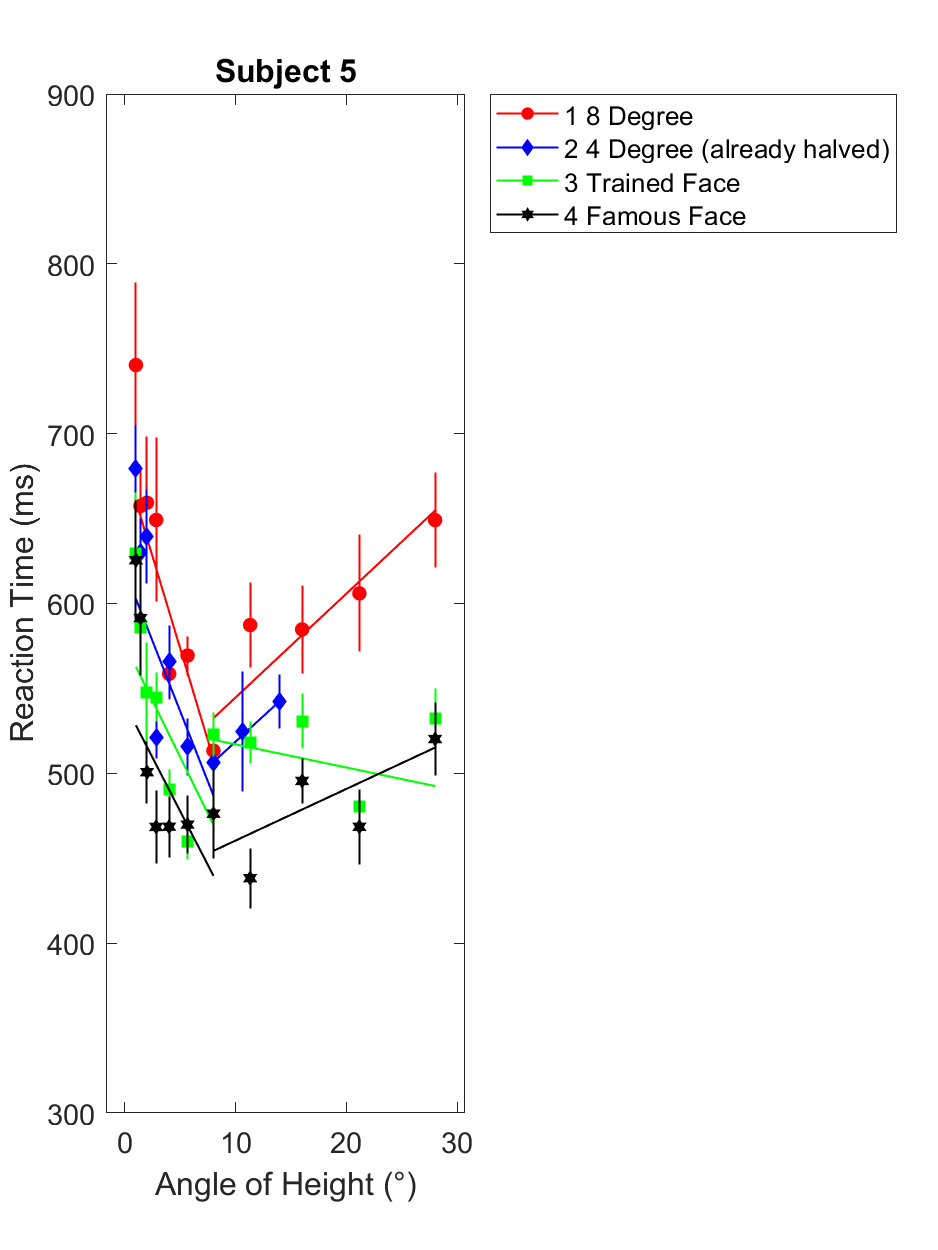 Subject 5
900
800
700
600
500
400
300
0 10 20 30
Reaction Time (ms)
Angle of Height (°)
1 8 Degree
2 4 Degree (already halved)
3 Trained Face
4 Famous Face